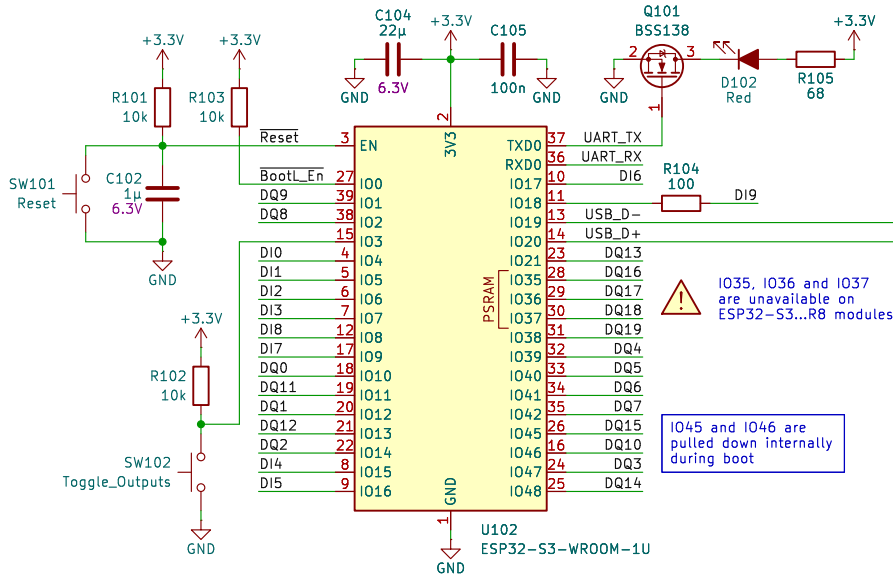 Q101
BSS138
C104
22µ
+3.3V
C105
+3.3V
+3.3V
+3.3V
2
3
GND
6.3V
100n
GND
GND
D102
Red
R105
68
R101
10k
R103
10k
2
1
Reset
3
EN
3V3
TXD0
37
UART_TX
RXD0
36
UART_RX
SW101
Reset
C102
1µ
6.3V
BootL_En
27
IO0
IO17
10
DI6
R104
100
DQ9
39
IO1
IO18
11
DI9
DQ8
38
IO2
IO19
13
USB_D-
15
IO3
IO20
14
USB_D+
GND
DI0
4
IO4
IO21
23
DQ13
DI1
5
IO5
IO35
28
DQ16
DI2
6
IO6
IO36
29
DQ17
DI3
7
IO7
IO37
30
DQ18
PSRAM
!
IO35, IO36 and IO37
are unavailable on
ESP32-S3...R8 modules
+3.3V
DI8
12
IO8
IO38
31
DQ19
DI7
17
IO9
IO39
32
DQ4
R102
10k
DQ0
18
IO10
IO40
33
DQ5
DQ11
19
IO11
IO41
34
DQ6
DQ1
20
IO12
IO42
35
DQ7
DQ12
21
IO13
IO45
26
DQ15
DQ2
22
IO14
IO46
16
DQ10
IO45 and IO46 are
pulled down internally
during boot
SW102
Toggle_Outputs
DI4
8
IO15
IO47
24
DQ3
DI5
9
IO16
IO48
25
DQ14
GND
1
GND
GND
U102
ESP32-S3-WROOM-1U